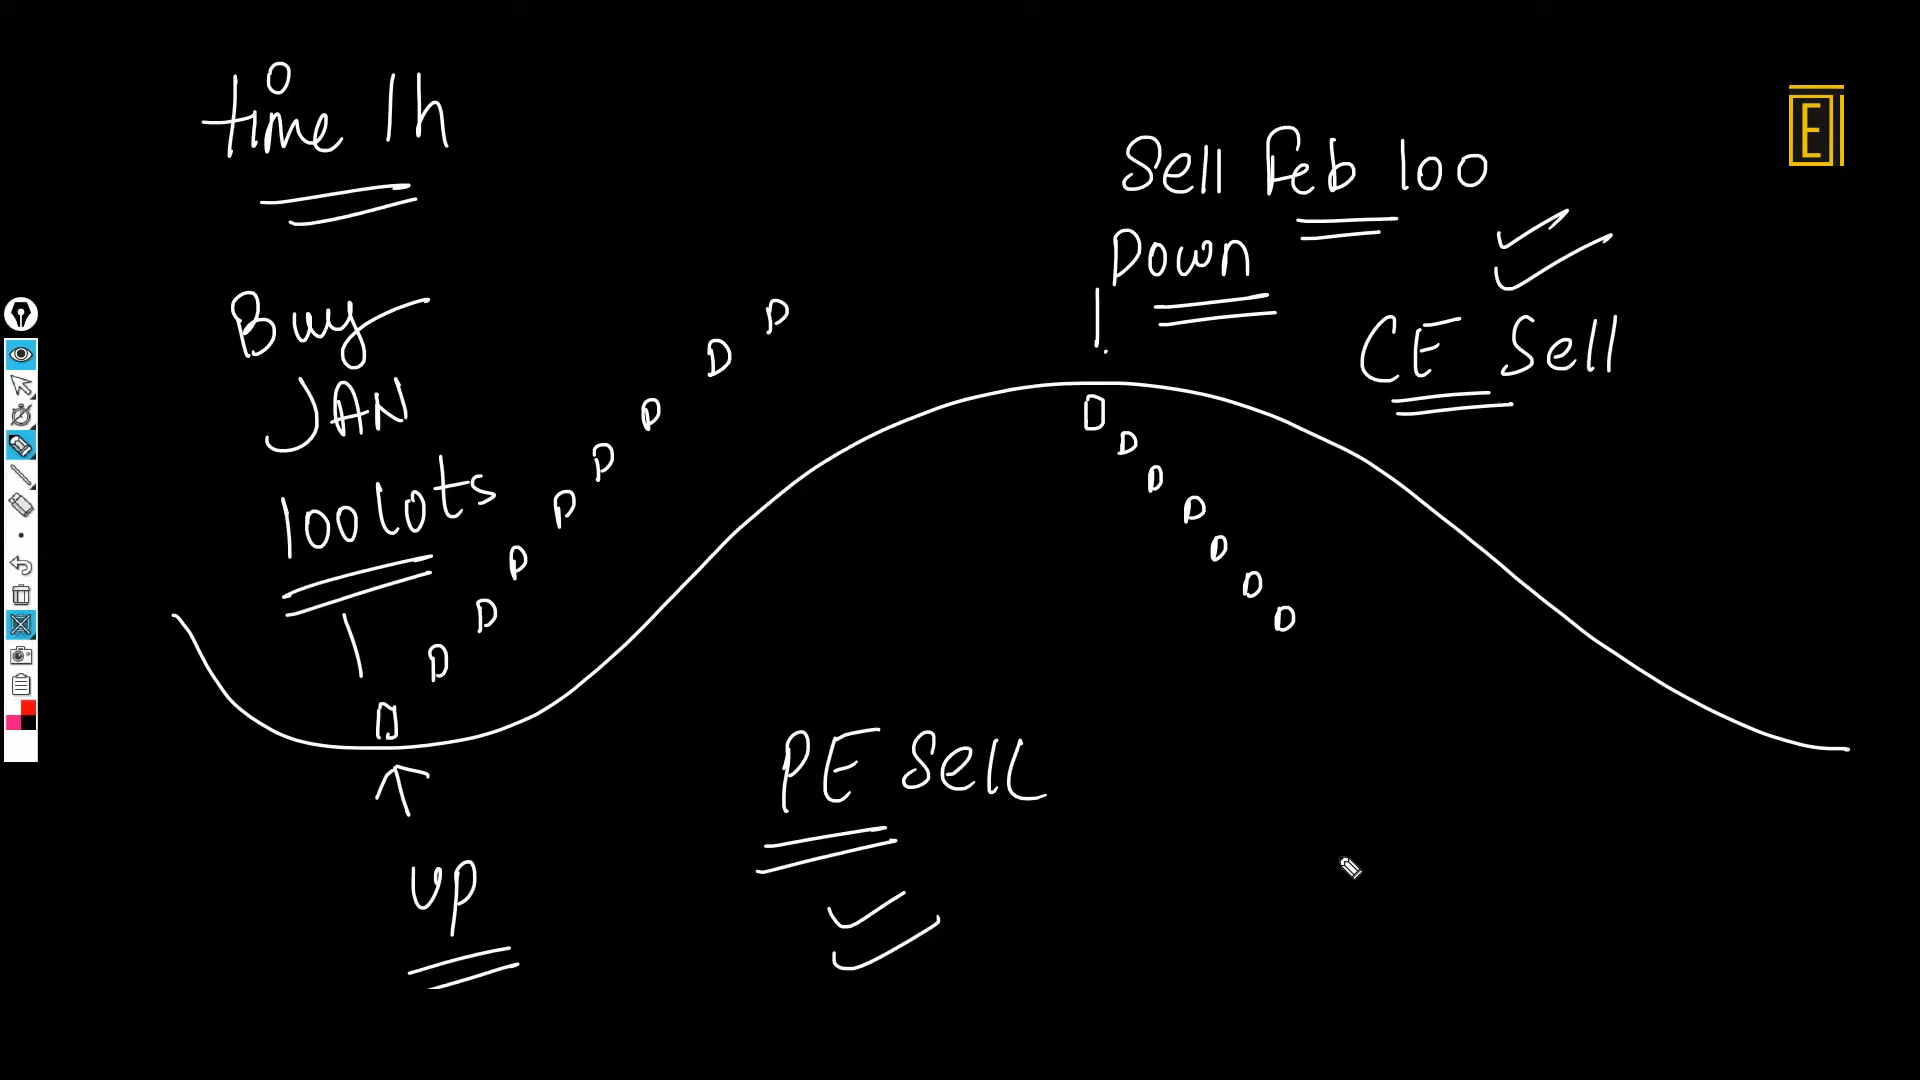 time 1h
Buy
JAN
100 lots
D D D D D D D D D
UP
PE Sell
Sell Feb 100
Down
CE Sell
D D D D D D D
E